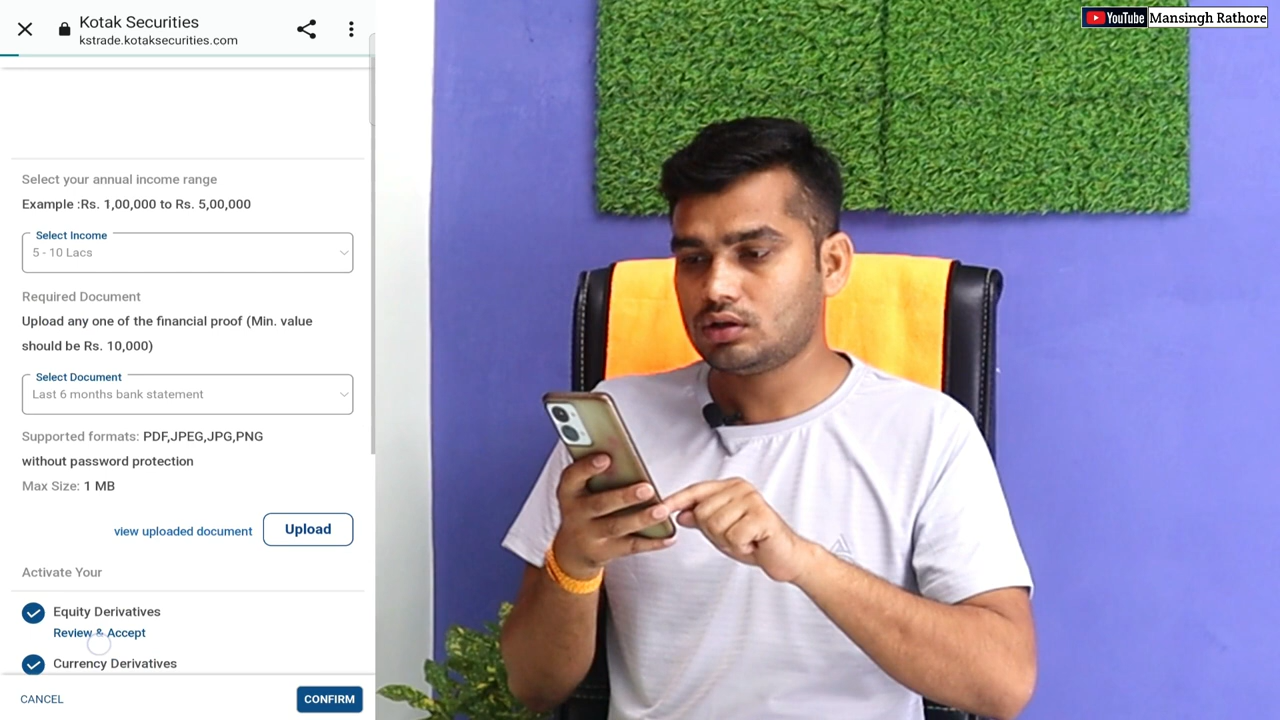 Kotak Securities
kstrade.kotaksecurities.com
YouTube Mansingh Rathore
Select your annual income range
Example :Rs. 1,00,000 to Rs. 5,00,000
Select Income
5 - 10 Lacs
Required Document
Upload any one of the financial proof (Min. value
should be Rs. 10,000)
Select Document
Last 6 months bank statement
Supported formats: PDF,JPEG,JPG,PNG
without password protection
Max Size: 1 MB
view uploaded document Upload
Activate Your
Equity Derivatives
Review & Accept
Currency Derivatives
CANCEL CONFIRM